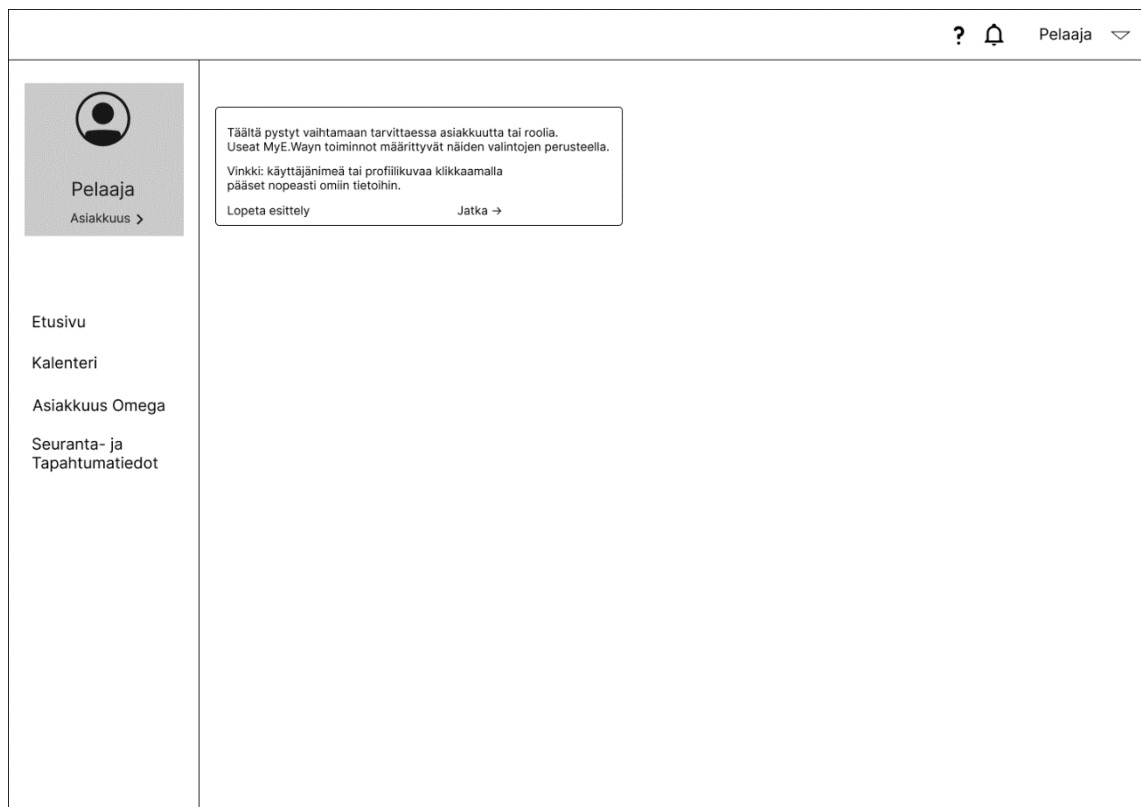 ? Pelaaja
Pelaaja
Asiakkuus >
Täältä pystyt vaihtamaan tarvittaessa asiakkuutta tai roolia.
Useat MyE.Wayn toiminnot määrittyvät näiden valintojen perusteella.
Vinkki: käyttäjänimeä tai profiilikuvaa klikkaamalla
pääset nopeasti omiin tietoihin.
Lopeta esittely Jatka →
Etusivu
Kalenteri
Asiakkuus Omega
Seuranta- ja
Tapahtumatiedot